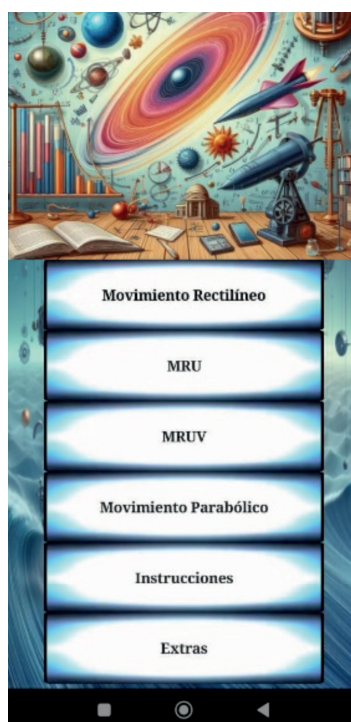 Movimiento Rectilíneo
MRU
MRUV
Movimiento Parabólico
Instrucciones
Extras